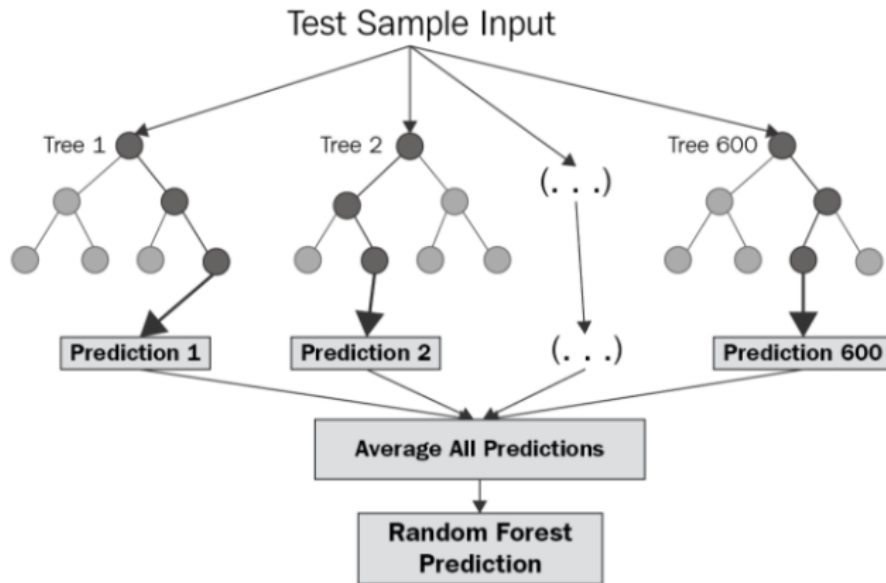 Test Sample Input
Tree 1
Tree 2
Tree 600
(. . .)
(. . .)
Prediction 1
Prediction 2
Prediction 600
Average All Predictions
Random Forest
Prediction